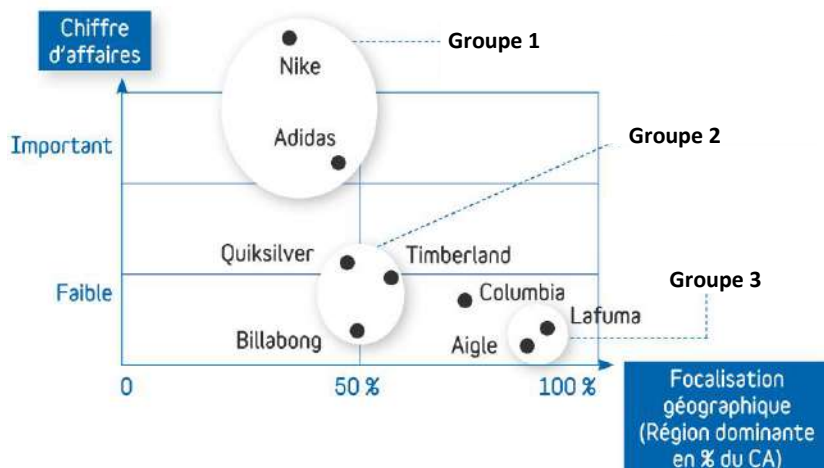 Chiffre
d'affaires
Groupe 1
Nike
Adidas
Important
Groupe 2
Quiksilver
Timberland
Groupe 3
Faible
Columbia
Lafuma
Billabong
Aigle
0
50 %
100 %
Focalisation
géographique
(Région dominante
en % du CA)